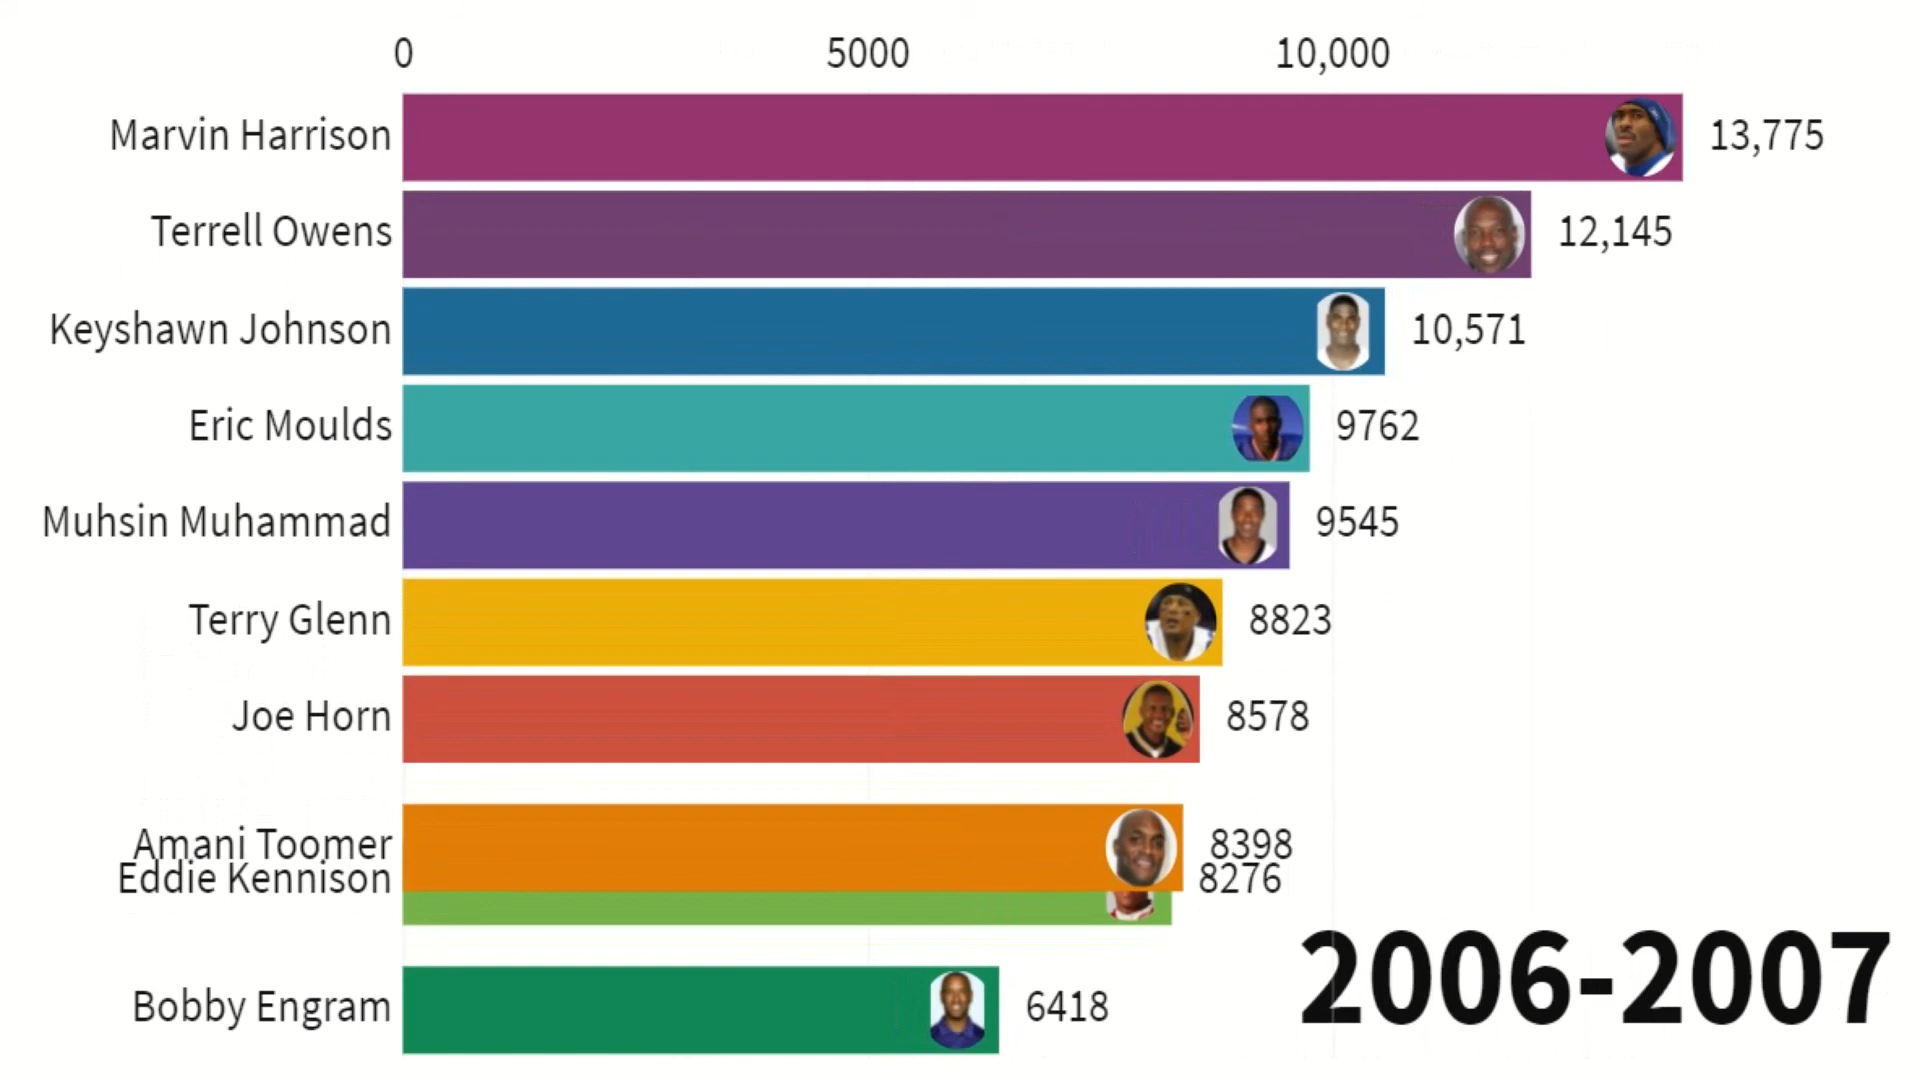 0 5000 10,000
Marvin Harrison 13,775
Terrell Owens 12,145
Keyshawn Johnson 10,571
Eric Moulds 9762
Muhsin Muhammad 9545
Terry Glenn 8823
Joe Horn 8578
Amani Toomer 8398
Eddie Kennison 8276
Bobby Engram 6418
2006-2007